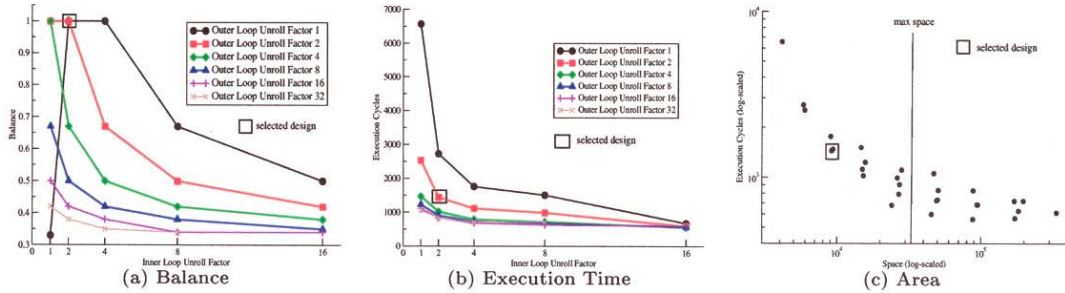 1
0.9
0.8
0.7
0.6
0.5
0.4
0.3
Balance
0 1 2 4 8 16
Inner Loop Unroll Factor
Outer Loop Unroll Factor 1
Outer Loop Unroll Factor 2
Outer Loop Unroll Factor 4
Outer Loop Unroll Factor 8
Outer Loop Unroll Factor 16
Outer Loop Unroll Factor 32
selected design
(a) Balance
7000
6000
5000
4000
3000
2000
1000
0
Execution Cycles
0 1 2 4 8 16
Inner Loop Unroll Factor
Outer Loop Unroll Factor 1
Outer Loop Unroll Factor 2
Outer Loop Unroll Factor 4
Outer Loop Unroll Factor 8
Outer Loop Unroll Factor 16
Outer Loop Unroll Factor 32
selected design
(b) Execution Time
10⁴
10³
Execution Cycles (log-scaled)
max space
selected design
10⁴ 10⁵
Space (log-scaled)
(c) Area